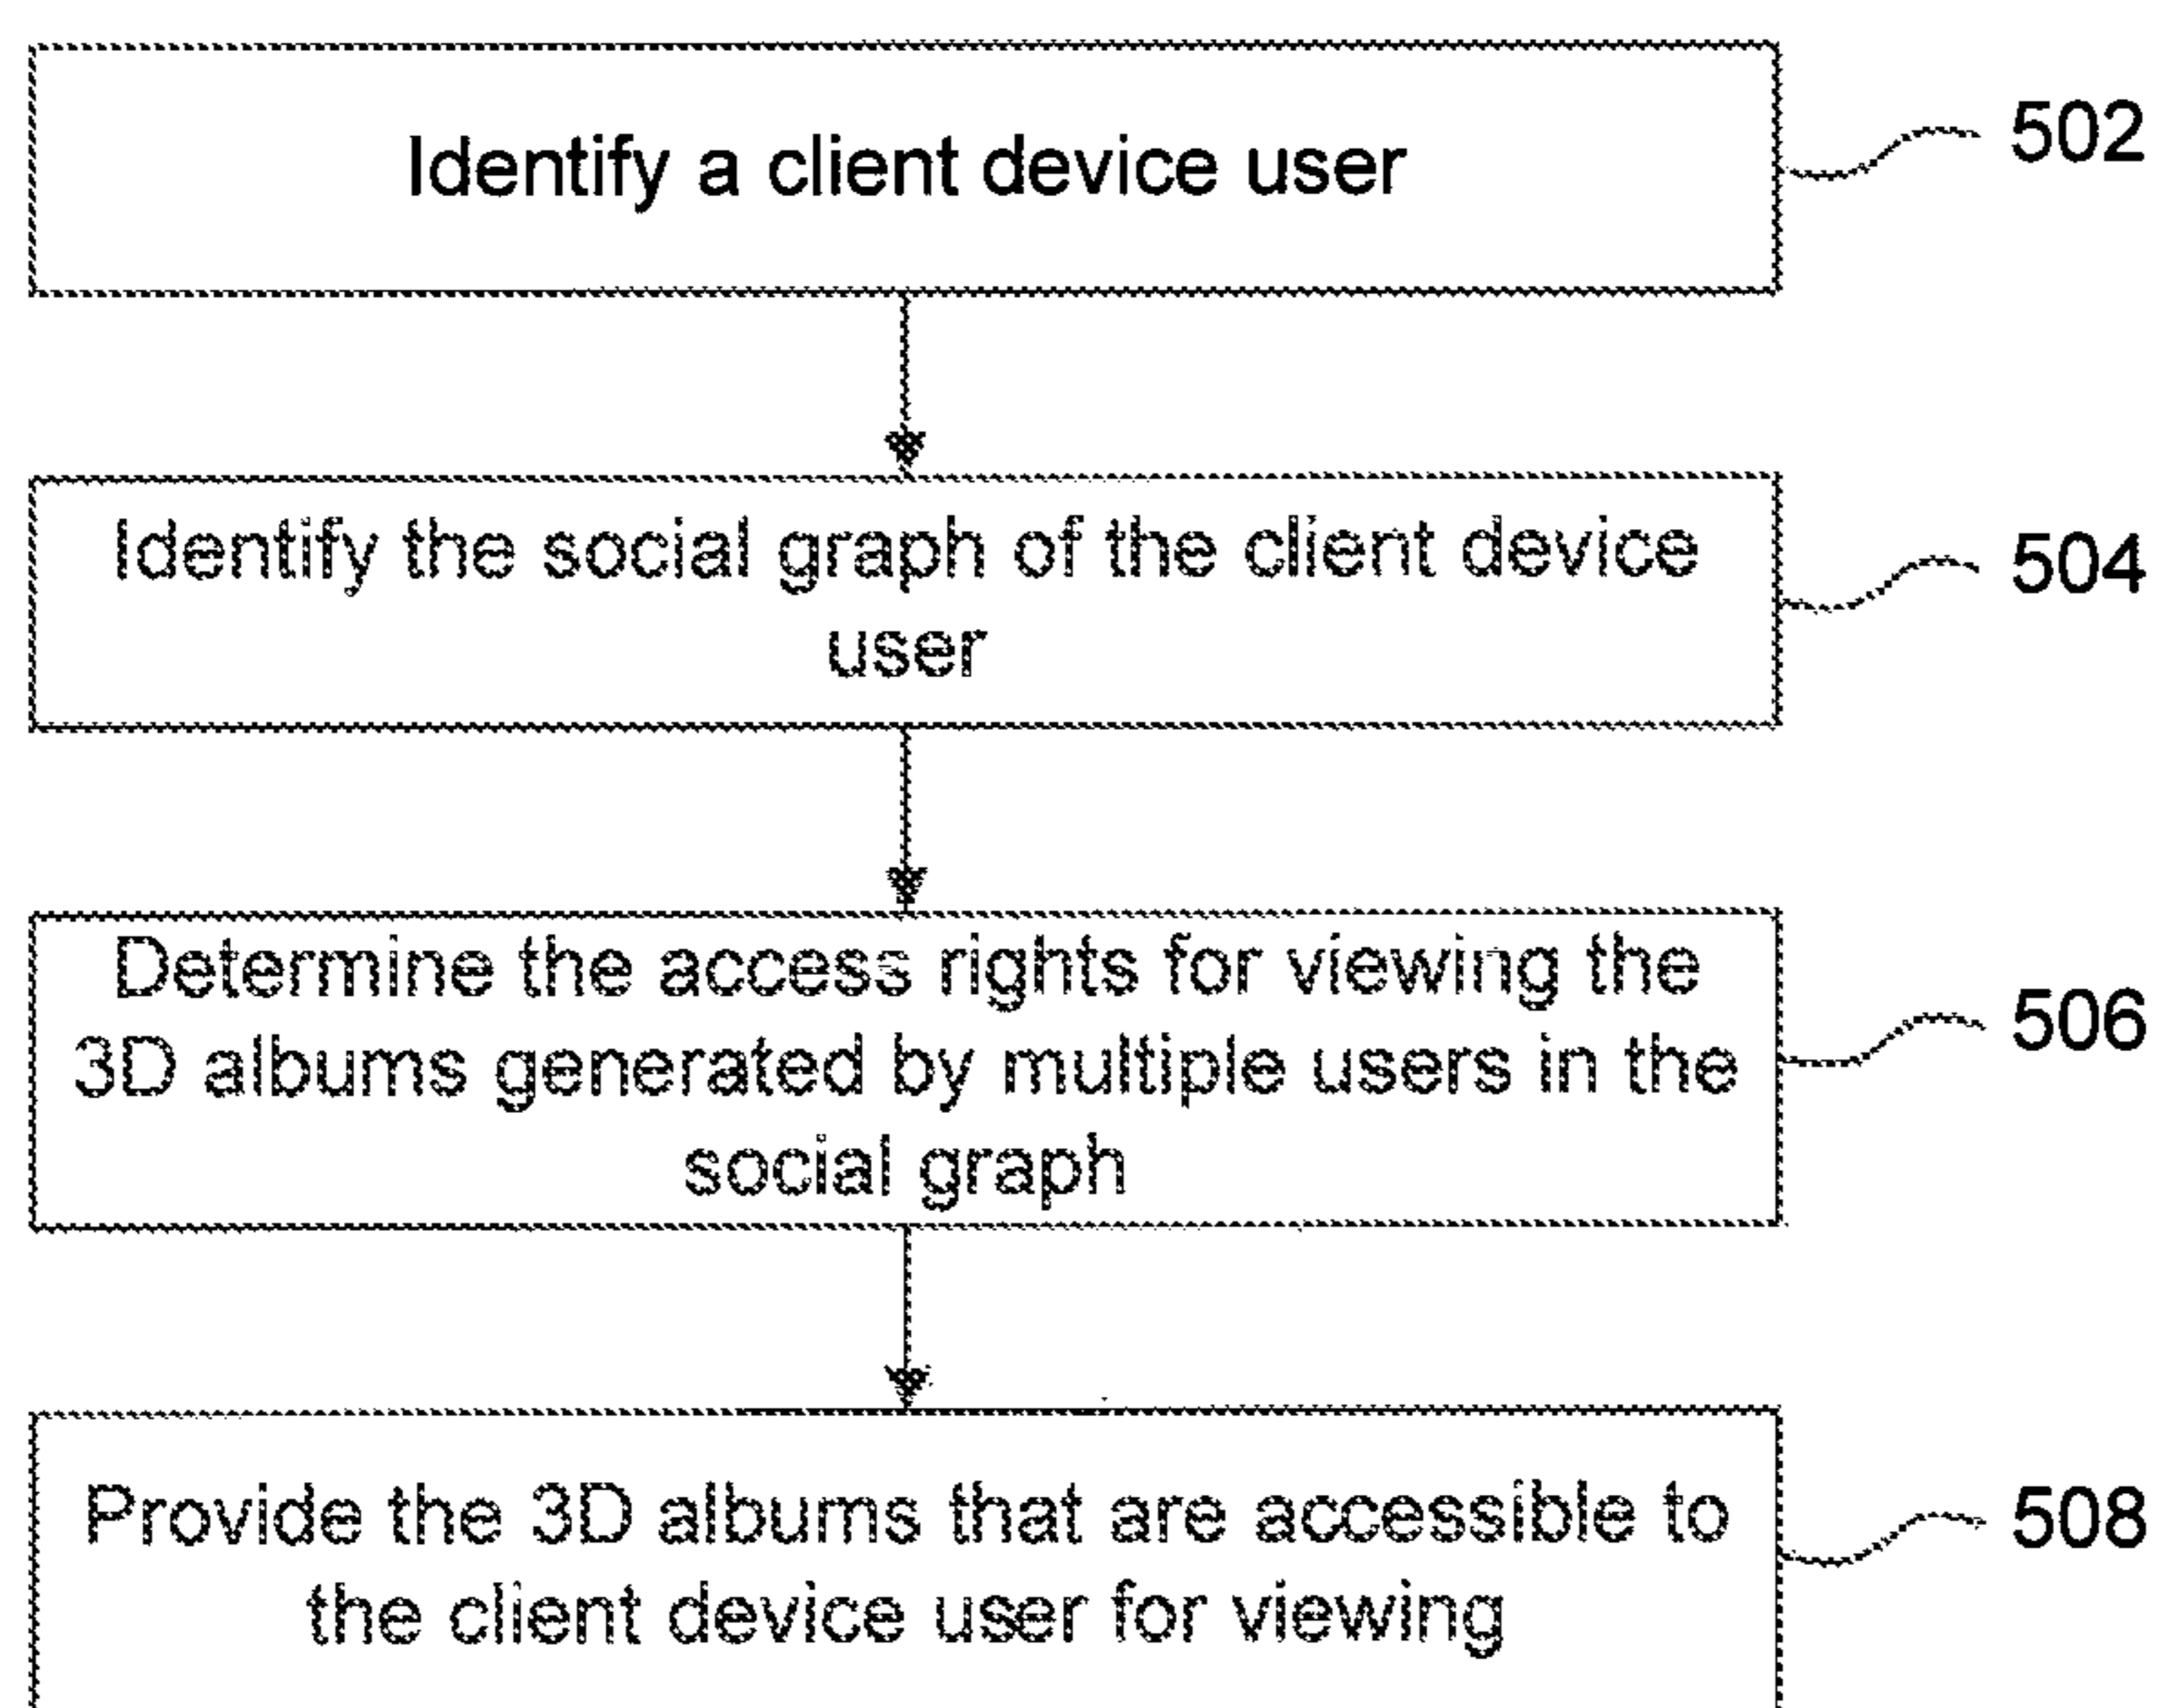 Identify a client device user
502
Identify the social graph of the client device
user
504
Determine the access rights for viewing the
3D albums generated by multiple users in the
social graph
506
Provide the 3D albums that are accessible to
the client device user for viewing
508